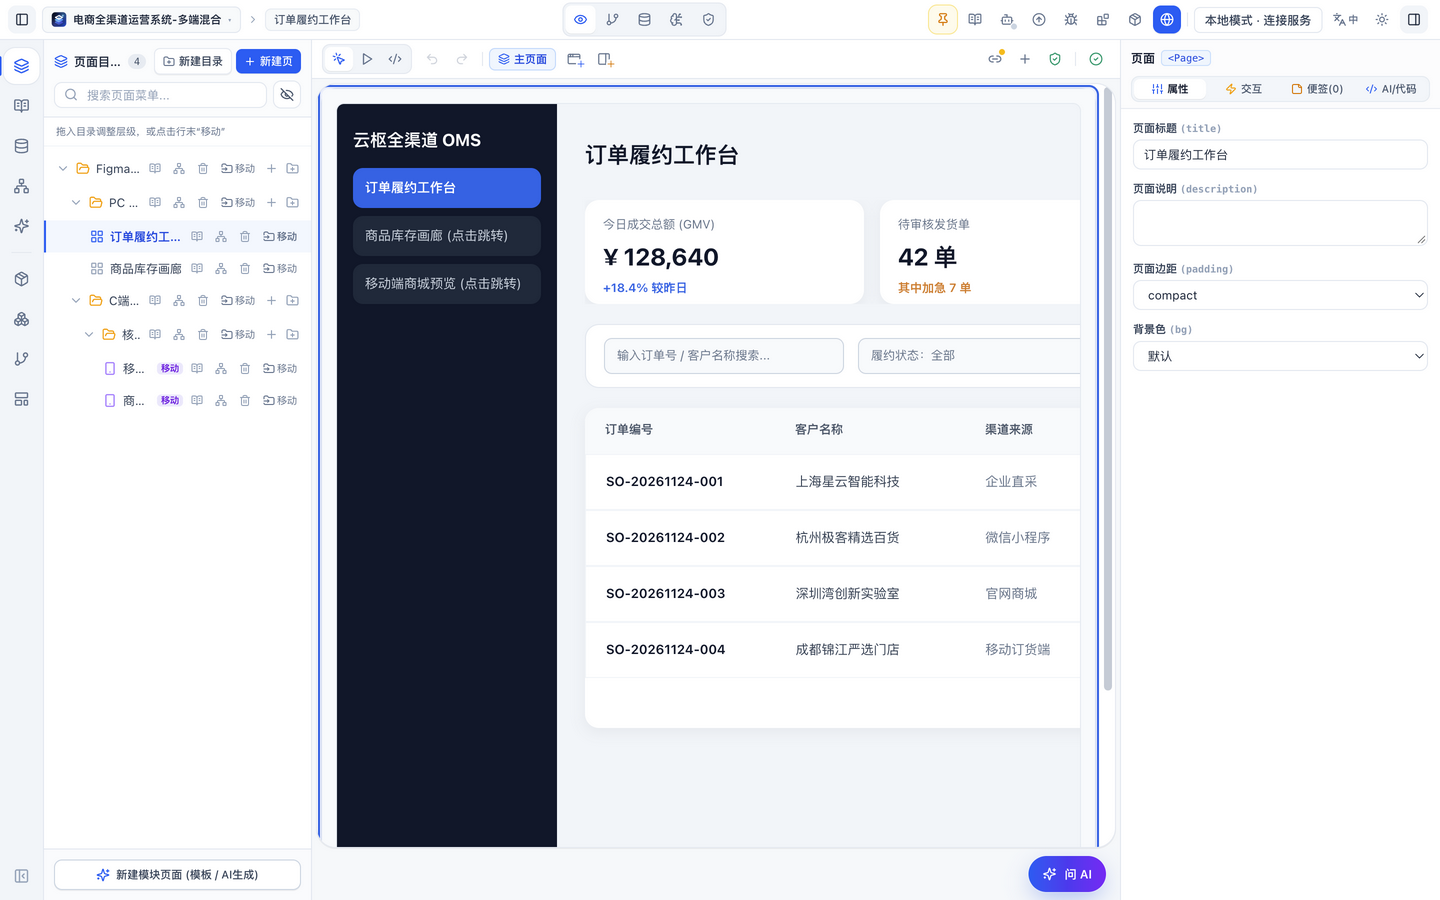 电商全渠道运营系统-多端混合
订单履约工作台
本地模式 · 连接服务
中
页面目... 4
新建目录
新建页
搜索页面菜单...
拖入目录调整层级，或点击行末“移动”
Figma... 移动
PC ... 移动
订单履约工... 移动
商品库存画廊 移动
C端... 移动
核.. 移动
移... 移动 移动
商... 移动 移动
新建模块页面 (模板 / AI生成)
主页面
云枢全渠道 OMS
订单履约工作台
商品库存画廊 (点击跳转)
移动端商城预览 (点击跳转)
订单履约工作台
今日成交总额 (GMV)
¥ 128,640
+18.4% 较昨日
待审核发货单
42 单
其中加急 7 单
输入订单号 / 客户名称搜索...
履约状态：全部
订单编号 客户名称 渠道来源
SO-20261124-001 上海星云智能科技 企业直采
SO-20261124-002 杭州极客精选百货 微信小程序
SO-20261124-003 深圳湾创新实验室 官网商城
SO-20261124-004 成都锦江严选门店 移动订货端
问 AI
页面 <Page>
属性 交互 便签(0) AI/代码
页面标题 (title)
订单履约工作台
页面说明 (description)
页面边距 (padding)
compact
背景色 (bg)
默认